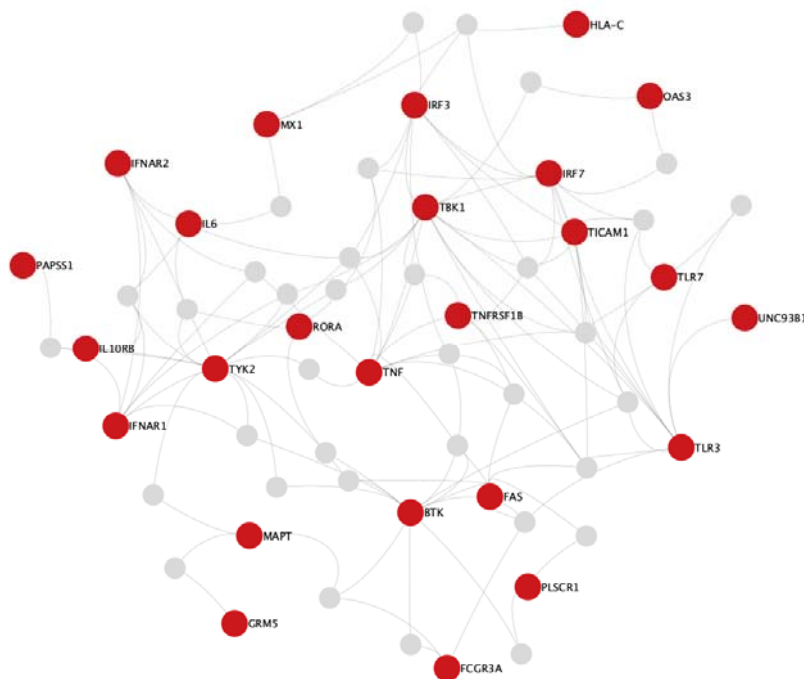 HLA-C
OAS3
IRF3
MX1
IFNAR2
IRF7
TBK1
IL6
TICAM1
PAPSS1
TLR7
TNFRSF1B
UNC93B1
RORA
IL10RB
TYK2
TNF
IFNAR1
TLR3
FAS
BTK
MAPT
PLSCR1
GRM5
FCGR3A